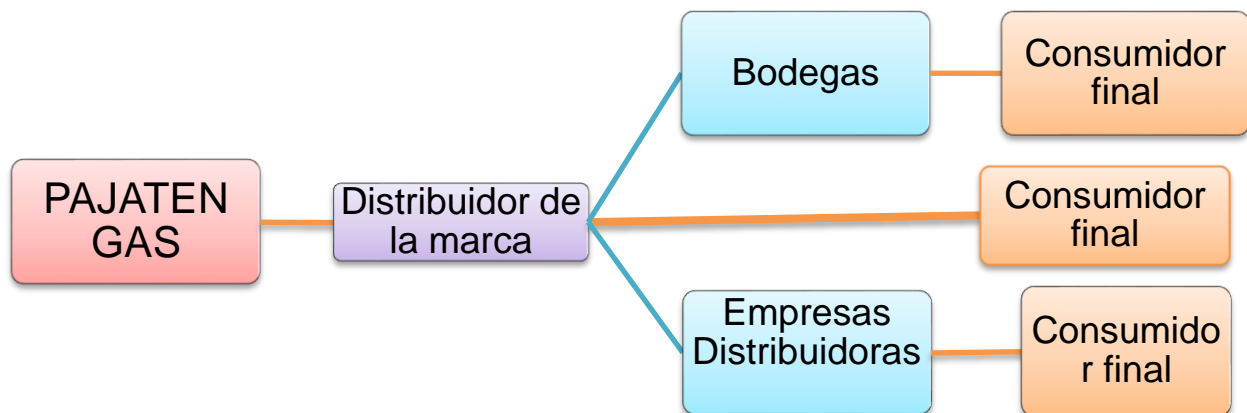 PAJATEN
GAS
Distribuidor de
la marca
Bodegas
Consumidor
final
Consumidor
final
Empresas
Distribuidoras
Consumido
r final